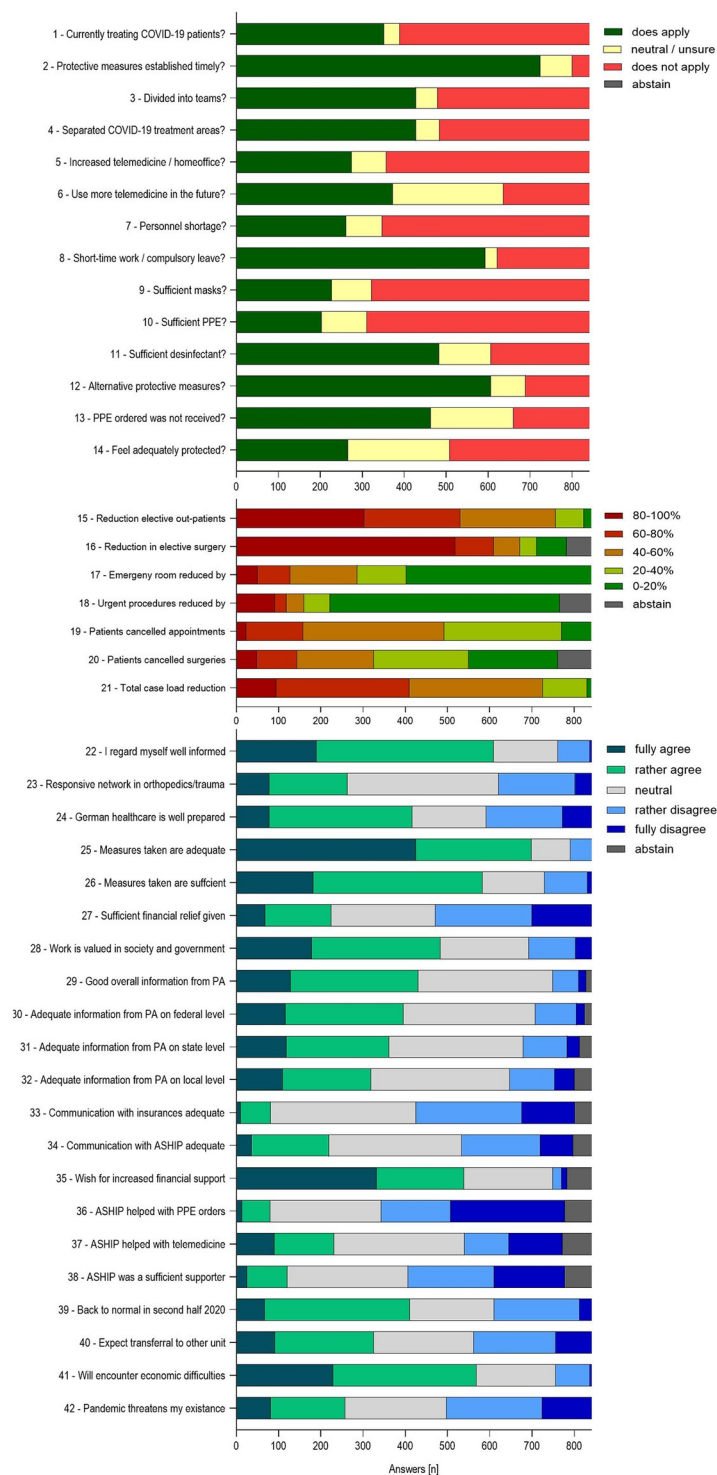 1 - Currently treating COVID-19 patients?
2 - Protective measures established timely?
3 - Divided into teams?
4 - Separated COVID-19 treatment areas?
5 - Increased telemedicine / homeoffice?
6 - Use more telemedicine in the future?
7 - Personnel shortage?
8 - Short-time work / compulsory leave?
9 - Sufficient masks?
10 - Sufficient PPE?
11 - Sufficient desinfectant?
12 - Alternative protective measures?
13 - PPE ordered was not received?
14 - Feel adequately protected?
does apply
neutral / unsure
does not apply
abstain
0 100 200 300 400 500 600 700 800
15 - Reduction elective out-patients
16 - Reduction in elective surgery
17 - Emergeny room reduced by
18 - Urgent procedures reduced by
19 - Patients cancelled appointments
20 - Patients cancelled surgeries
21 - Total case load reduction
80-100%
60-80%
40-60%
20-40%
0-20%
abstain
0 100 200 300 400 500 600 700 800
22 - I regard myself well informed
23 - Responsive network in orthopedics/trauma
24 - German healthcare is well prepared
25 - Measures taken are adequate
26 - Measures taken are suffcient
27 - Sufficient financial relief given
28 - Work is valued in society and government
29 - Good overall information from PA
30 - Adequate information from PA on federal level
31 - Adequate information from PA on state level
32 - Adequate information from PA on local level
33 - Communication with insurances adequate
34 - Communication with ASHIP adequate
35 - Wish for increased financial support
36 - ASHIP helped with PPE orders
37 - ASHIP helped with telemedicine
38 - ASHIP was a sufficient supporter
39 - Back to normal in second half 2020
40 - Expect transferral to other unit
41 - Will encounter economic difficulties
42 - Pandemic threatens my existance
fully agree
rather agree
neutral
rather disagree
fully disagree
abstain
0 100 200 300 400 500 600 700 800
Answers [n]